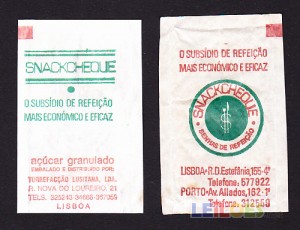 SNACKCHEQUE
O SUBSÍDIO DE REFEIÇÃO
MAIS ECONÓMICO E EFICAZ
açúcar granulado
EMBALADO E DISTRIBUIDO POR:
TORREFACÇÃO LUSITANA, LDA.
R. NOVA DO LOUREIRO, 21
LISBOA
O SUBSÍDIO DE REFEIÇÃO
MAIS ECONÓMICO E EFICAZ
SNACKCHEQUE
SENHAS DE REFEIÇÃO
LISBOA•R.D.Estefânia,155-4º
Telefone: 577922
PORTO•Av.Aliados,162-1º
Telefone: 312568